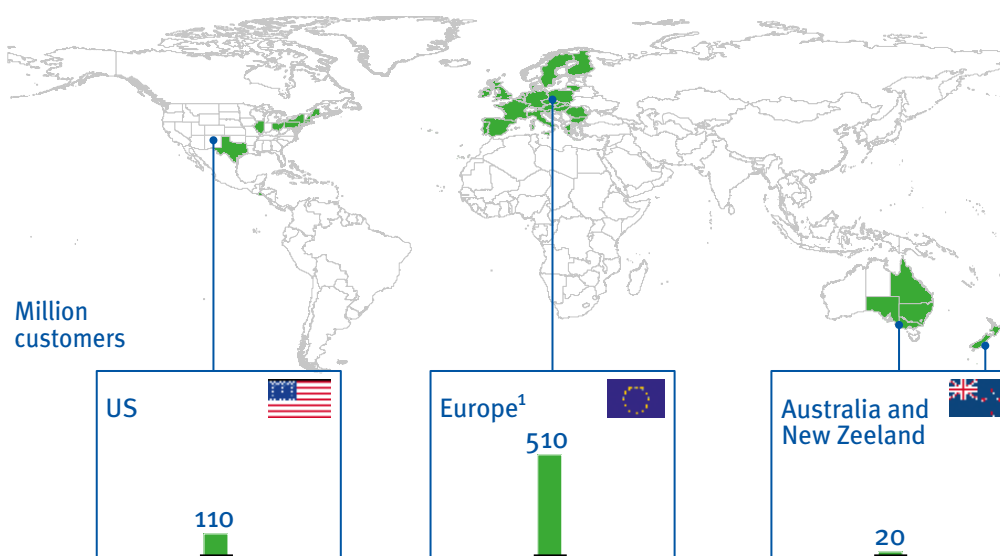 Million
customers
US
110
Europe¹
510
Australia and
New Zeeland
20